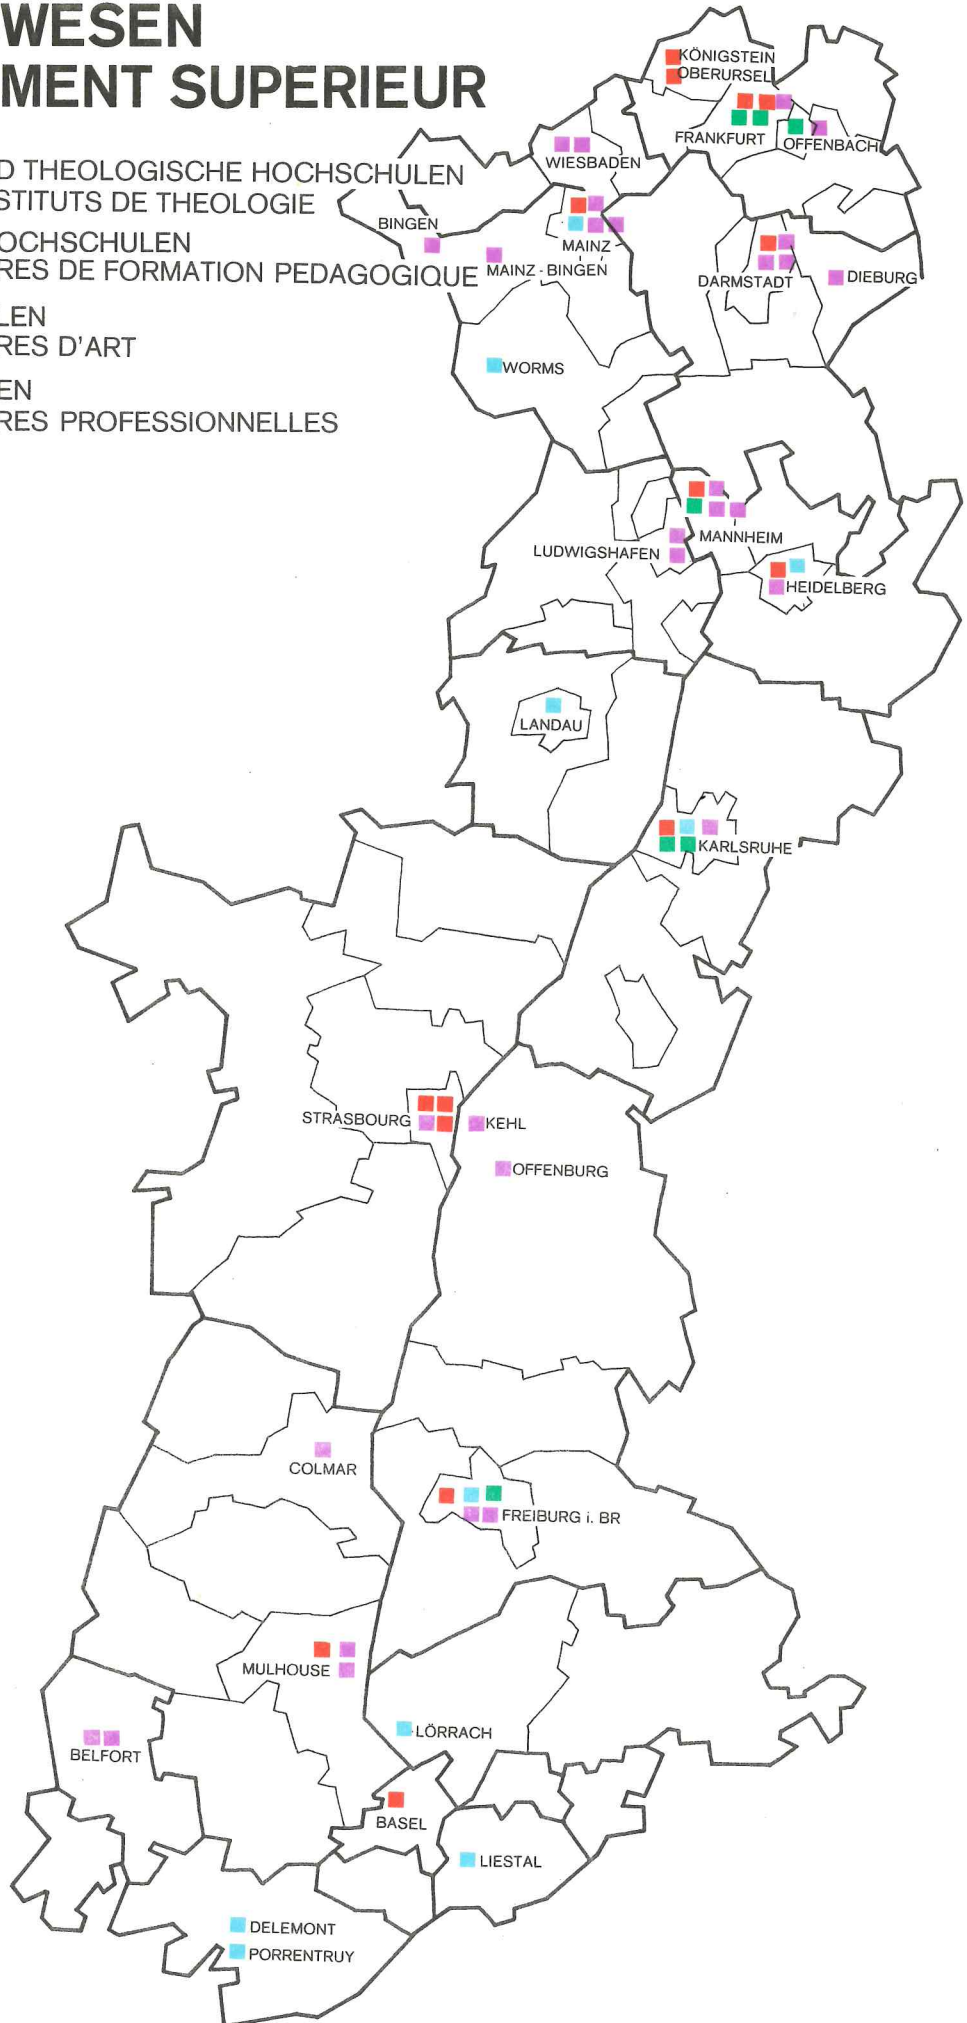 WESEN
MENT SUPERIEUR
D THEOLOGISCHE HOCHSCHULEN
STITUTS DE THEOLOGIE
OCHSCHULEN
RES DE FORMATION PEDAGOGIQUE
LEN
RES D'ART
EN
RES PROFESSIONNELLES
KÖNIGSTEIN
OBERURSEL
FRANKFURT
OFFENBACH
WIESBADEN
BINGEN
MAINZ
MAINZ - BINGEN
DARMSTADT
DIEBURG
WORMS
MANNHEIM
LUDWIGSHAFEN
HEIDELBERG
LANDAU
KARLSRUHE
STRASBOURG
KEHL
OFFENBURG
COLMAR
FREIBURG i. BR
MULHOUSE
LÖRRACH
BELFORT
BASEL
LIESTAL
DELEMONT
PORRENTRUY